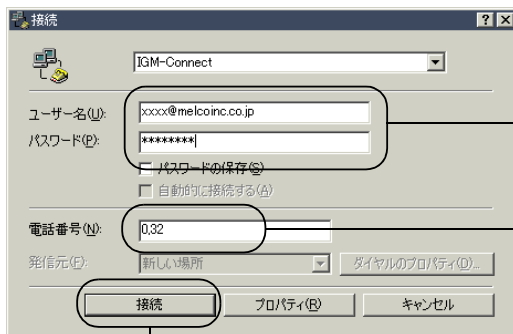 接続
IGM-Connect
ユーザー名(U): xxxx@melcoinc.co.jp
パスワード(P): ********
パスワードの保存(S)
自動的に接続する(A)
電話番号(N): 0,32
発信元(F): 新しい場所 ダイヤルのプロパティ(D)...
接続 プロパティ(R) キャンセル